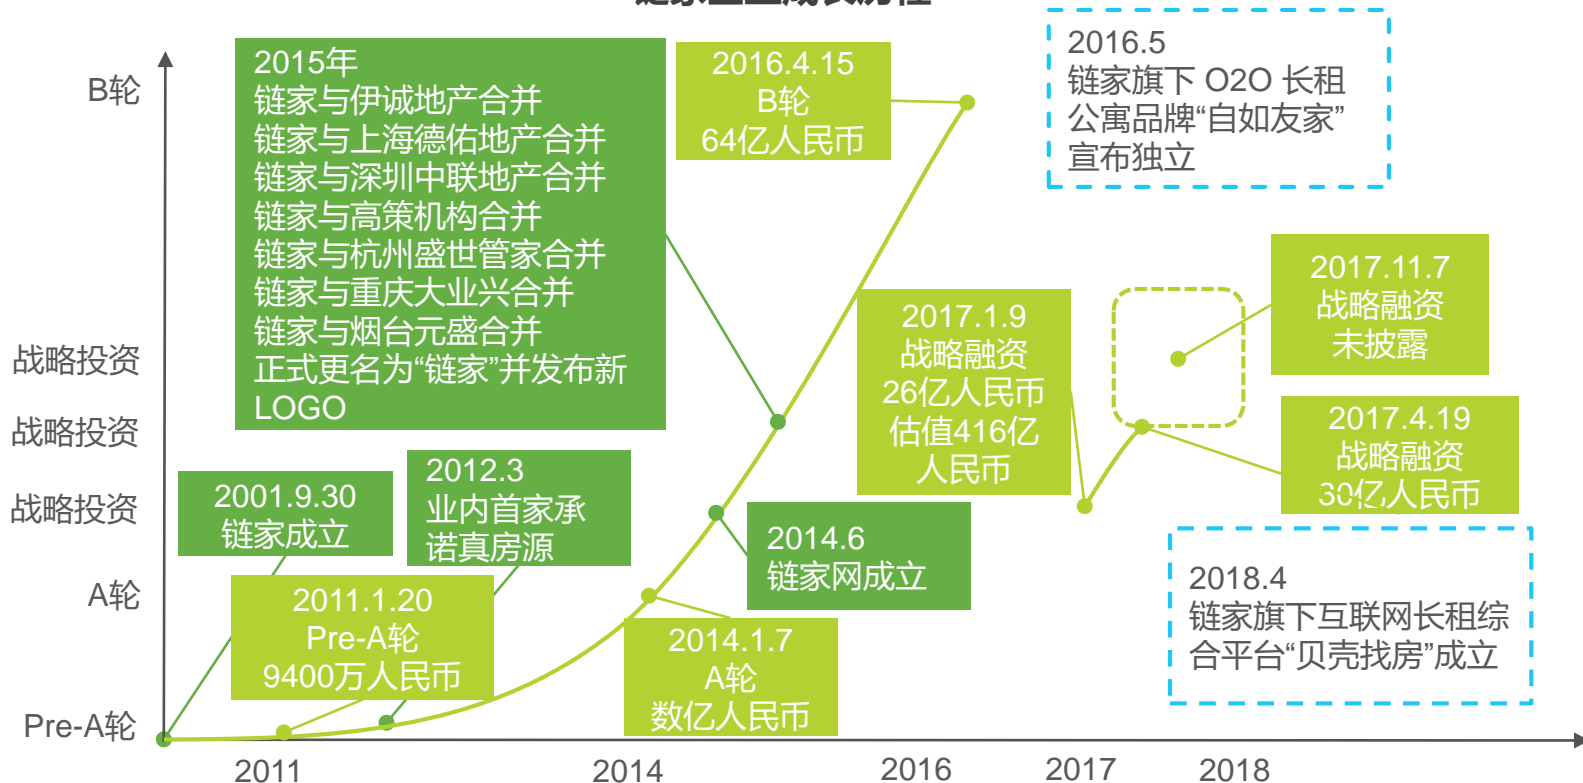 B轮
战略投资
战略投资
战略投资
A轮
Pre-A轮
2015年
链家与伊诚地产合并
链家与上海德佑地产合并
链家与深圳中联地产合并
链家与高策机构合并
链家与杭州盛世管家合并
链家与重庆大业兴合并
链家与烟台元盛合并
正式更名为“链家”并发布新
LOGO
2016.4.15
B轮
64亿人民币
2016.5
链家旗下 O2O 长租
公寓品牌“自如友家”
宣布独立
2017.1.9
战略融资
26亿人民币
估值416亿
人民币
2017.11.7
战略融资
未披露
2017.4.19
战略融资
30亿人民币
2001.9.30
链家成立
2012.3
业内首家承
诺真房源
2011.1.20
Pre-A轮
9400万人民币
2014.6
链家网成立
2014.1.7
A轮
数亿人民币
2018.4
链家旗下互联网长租综
合平台“贝壳找房”成立
2011
2014
2016
2017
2018